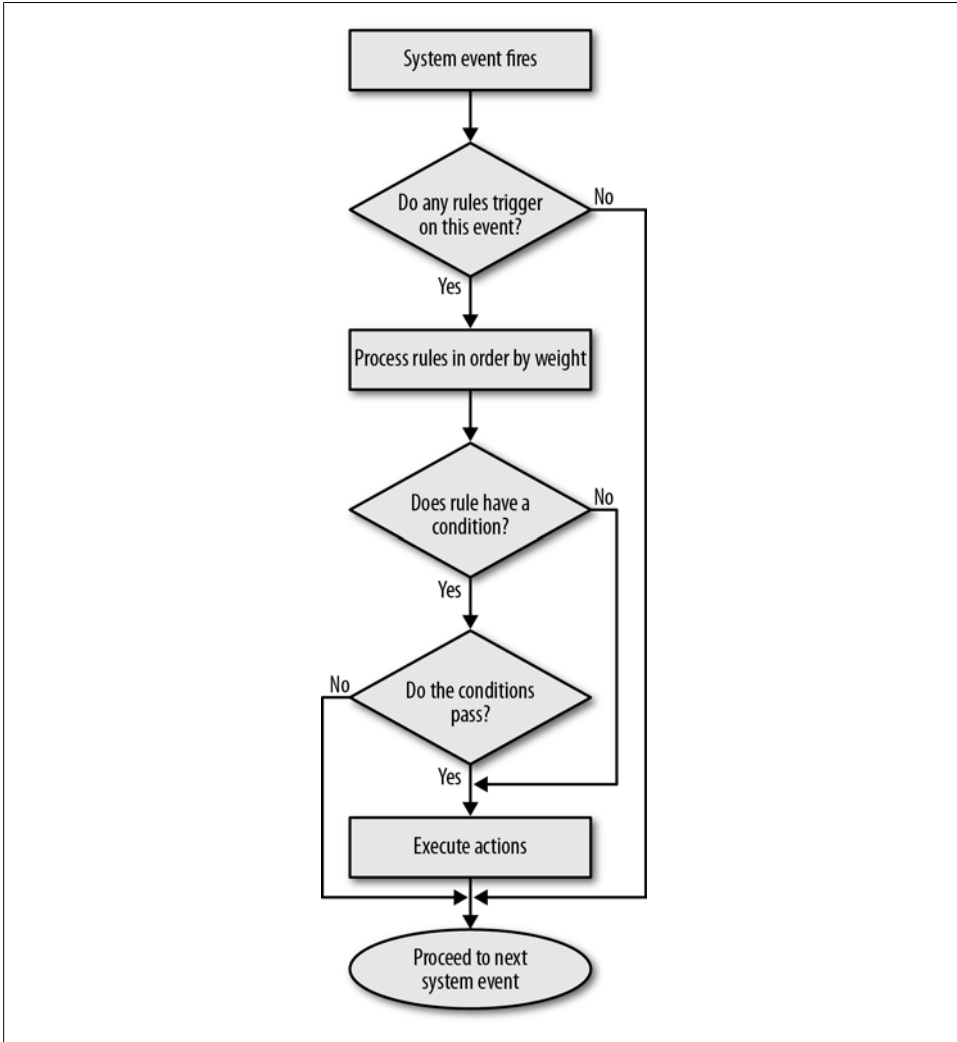 System event fires
Do any rules trigger
on this event?
No
Yes
Process rules in order by weight
Does rule have a
condition?
No
Yes
Do the conditions
pass?
No
Yes
Execute actions
Proceed to next
system event